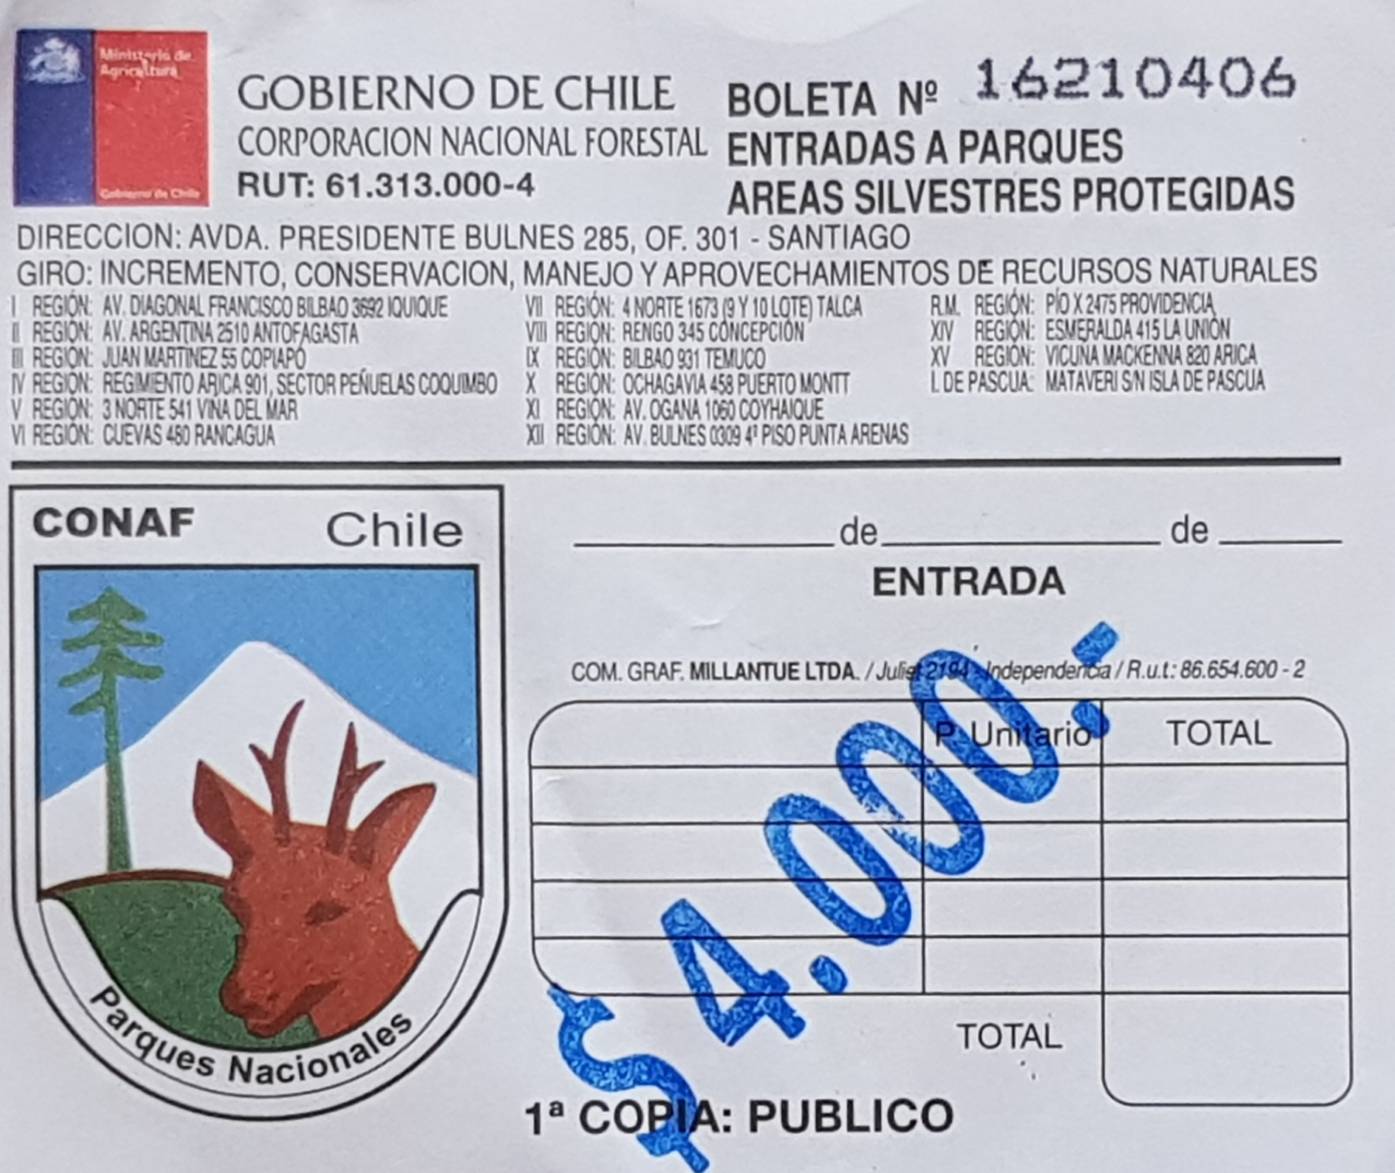 Ministerio de
Agricultura
Gobierno de Chile
GOBIERNO DE CHILE
CORPORACION NACIONAL FORESTAL
RUT: 61.313.000-4
BOLETA Nº 16210406
ENTRADAS A PARQUES
AREAS SILVESTRES PROTEGIDAS
DIRECCION: AVDA. PRESIDENTE BULNES 285, OF. 301 - SANTIAGO
GIRO: INCREMENTO, CONSERVACION, MANEJO Y APROVECHAMIENTOS DE RECURSOS NATURALES
I REGIÓN: AV. DIAGONAL FRANCISCO BILBAO 3692 IQUIQUE
II REGIÓN: AV. ARGENTINA 2510 ANTOFAGASTA
III REGIÓN: JUAN MARTINEZ 55 COPIAPÓ
IV REGIÓN: REGIMIENTO ARICA 901, SECTOR PEÑUELAS COQUIMBO
V REGIÓN: 3 NORTE 541 VIÑA DEL MAR
VI REGIÓN: CUEVAS 480 RANCAGUA
VII REGIÓN: 4 NORTE 1673 (9 Y 10 LOTE) TALCA
VIII REGIÓN: RENGO 345 CONCEPCIÓN
IX REGIÓN: BILBAO 931 TEMUCO
X REGIÓN: OCHAGAVIA 458 PUERTO MONTT
XI REGIÓN: AV. OGANA 1060 COYHAIQUE
XII REGIÓN: AV. BULNES 0309 4º PISO PUNTA ARENAS
R.M. REGIÓN: PÍO X 2475 PROVIDENCIA
XIV REGIÓN: ESMERALDA 415 LA UNIÓN
XV REGIÓN: VICUÑA MACKENNA 820 ARICA
I. DE PASCUA: MATAVERI S/N ISLA DE PASCUA
CONAF Chile
Parques Nacionales
de de
ENTRADA
COM. GRAF. MILLANTUE LTDA. / Juliet 2194 - Independencia / R.u.t.: 86.654.600 - 2
P. Unitario TOTAL
$ 4.000.-
TOTAL
1ª COPIA: PUBLICO